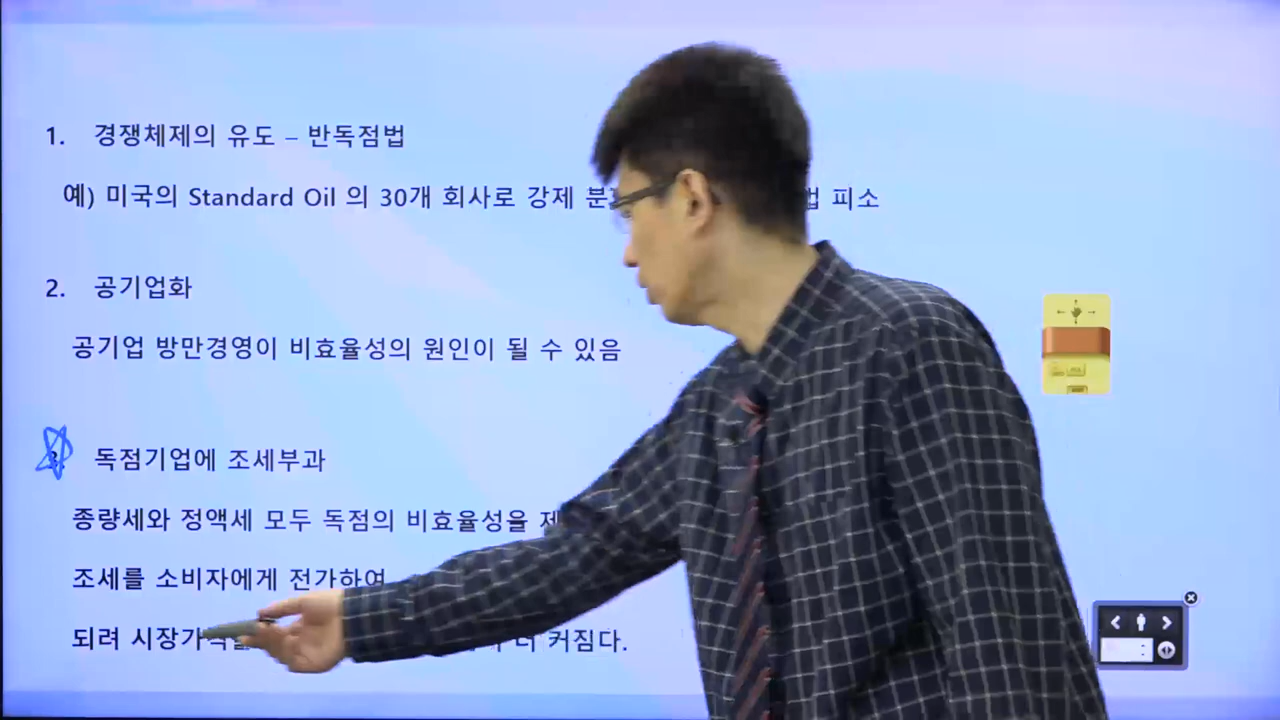 1. 경쟁체제의 유도 – 반독점법
예) 미국의 Standard Oil 의 30개 회사로 강제 피소
2. 공기업화
공기업 방만경영이 비효율성의 원인이 될 수 있음
3. 독점기업에 조세부과
종량세와 정액세 모두 독점의 비효율성을
조세를 소비자에게 전가하여
되려 더 커짐다.